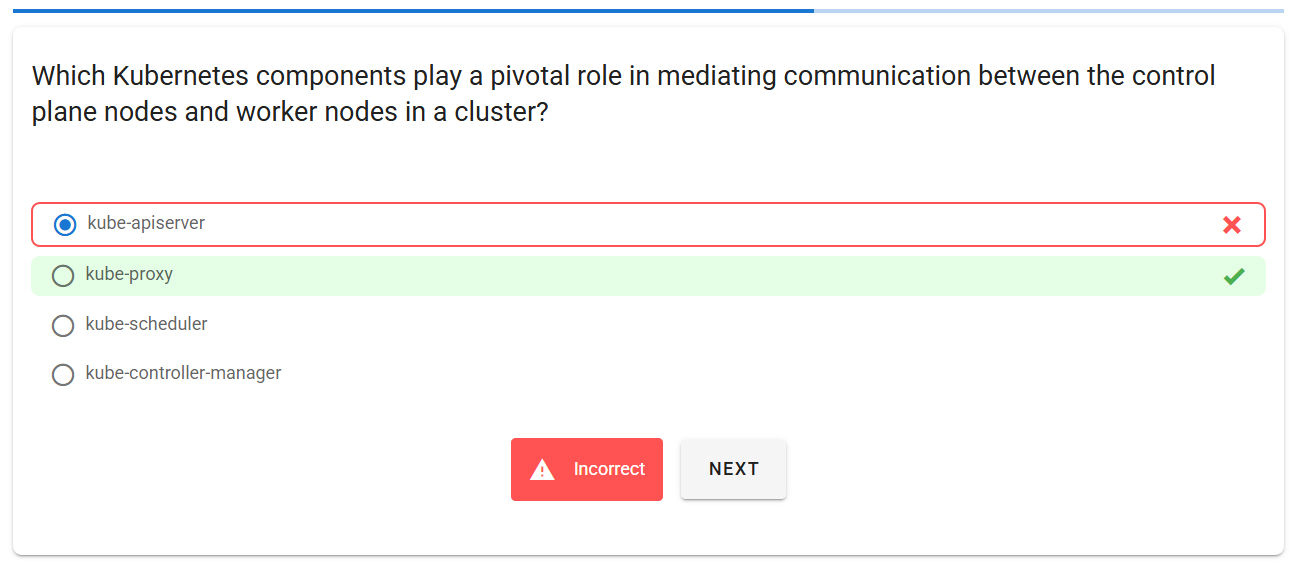 Which Kubernetes components play a pivotal role in mediating communication between the control
plane nodes and worker nodes in a cluster?
kube-apiserver
kube-proxy
kube-scheduler
kube-controller-manager
Incorrect
NEXT